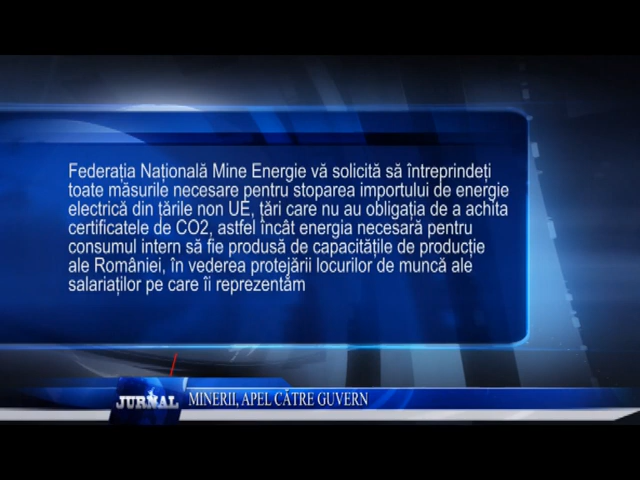 Federația Națională Mine Energie vă solicită să întreprindeți
toate măsurile necesare pentru stoparea importului de energie
electrică din țările non UE, țări care nu au obligația de a achita
certificatele de CO2, astfel încât energia necesară pentru
consumul intern să fie produsă de capacitățile de producție
ale României, în vederea protejării locurilor de muncă ale
salariaților pe care îi reprezentăm
MINERII, APEL CĂTRE GUVERN
JURNAL